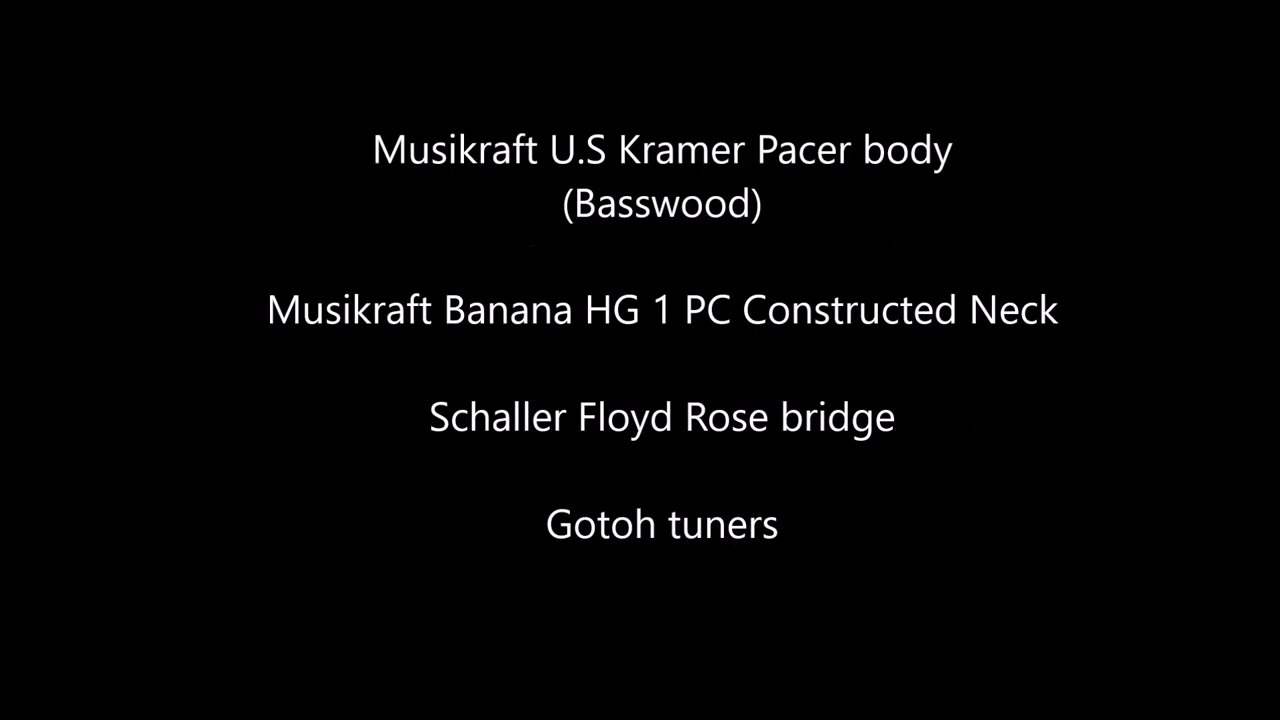 Musikraft U.S Kramer Pacer body
(Basswood)
Musikraft Banana HG 1 PC Constructed Neck
Schaller Floyd Rose bridge
Gotoh tuners